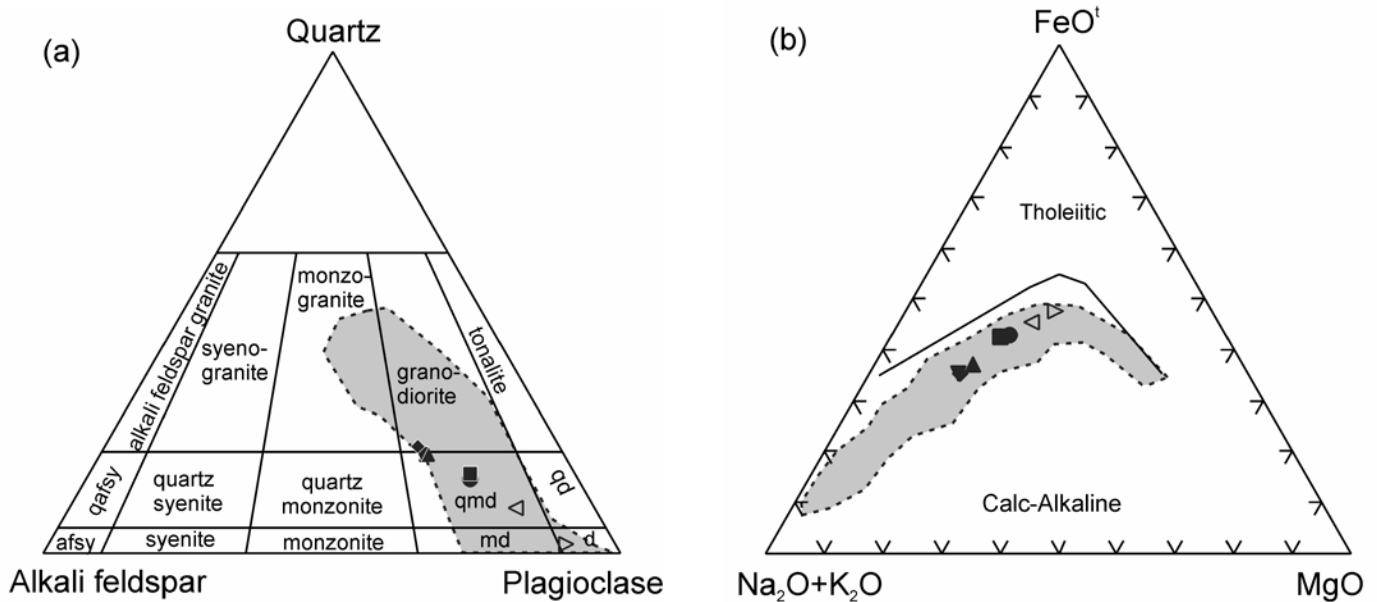 (a)
Quartz
alkali feldspar granite
syeno-
granite
monzo-
granite
grano-
diorite
tonalite
qafsy
quartz
syenite
quartz
monzonite
qmd
qd
afsy
syenite
monzonite
md
d
Alkali feldspar
Plagioclase
(b)
FeOᵗ
Tholeiitic
Calc-Alkaline
Na₂O+K₂O
MgO